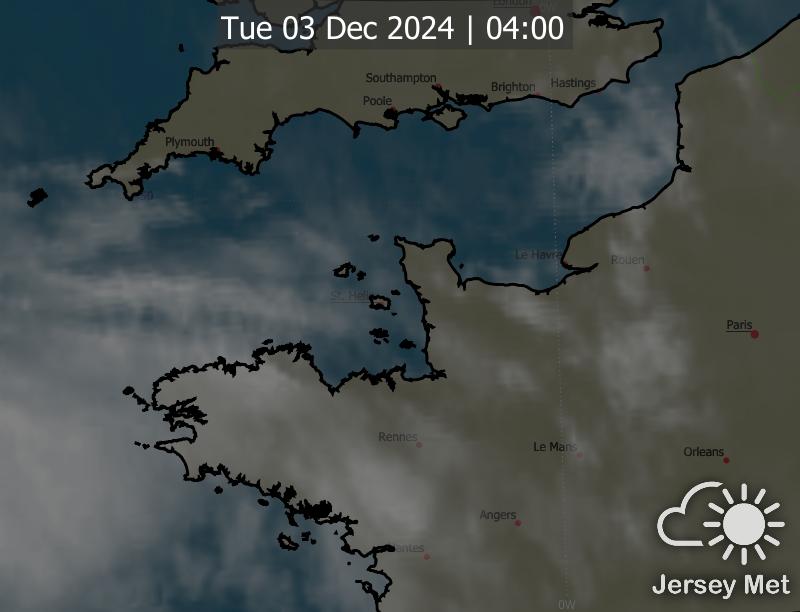 London
Tue 03 Dec 2024 | 04:00
Southampton
Brighton
Hastings
Poole
Plymouth
Le Havre
Rouen
St. Helier
Paris
Rennes
Le Mans
Orleans
Angers
Nantes
Jersey Met
0W